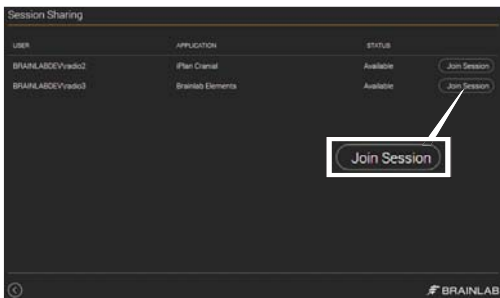 Session Sharing
USER APPLICATION STATUS
BRAINLABDEV\radio2 iPlan Cranial Available Join Session
BRAINLABDEV\radio3 Brainlab Elements Available Join Session
Join Session
BRAINLAB